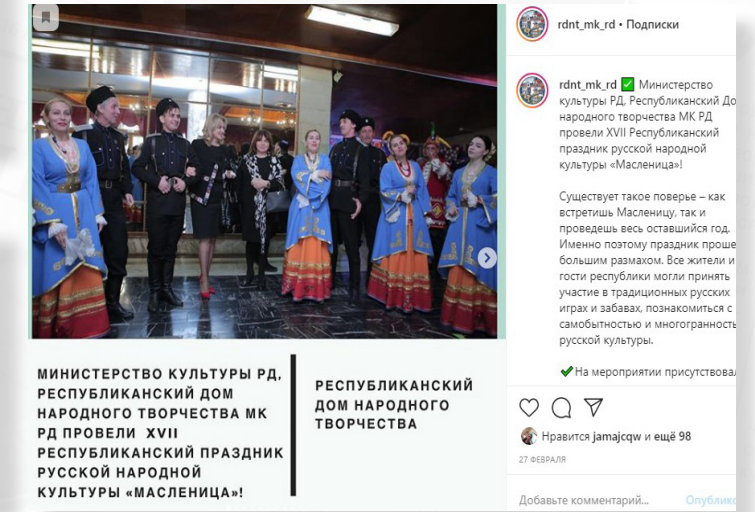 МИНИСТЕРСТВО КУЛЬТУРЫ РД,
РЕСПУБЛИКАНСКИЙ ДОМ
НАРОДНОГО ТВОРЧЕСТВА МК
РД ПРОВЕЛИ XVII
РЕСПУБЛИКАНСКИЙ ПРАЗДНИК
РУССКОЙ НАРОДНОЙ
КУЛЬТУРЫ «МАСЛЕНИЦА»!
РЕСПУБЛИКАНСКИЙ
ДОМ НАРОДНОГО
ТВОРЧЕСТВА
rdnt_mk_rd • Подписки
rdnt_mk_rd ✅ Министерство
культуры РД, Республиканский До
народного творчества МК РД
провели XVII Республиканский
праздник русской народной
культуры «Масленица»!
Существует такое поверье – как
встретишь Масленицу, так и
проведешь весь оставшийся год.
Именно поэтому праздник проше
большим размахом. Все жители и
гости республики могли принять
участие в традиционных русских
играх и забавах, познакомиться с
самобытностью и многогранность
русской культуры.
✔На мероприятии присутствовал
Нравится jamajcqw и ещё 98
27 ФЕВРАЛЯ
Добавьте комментарий...
Опублико